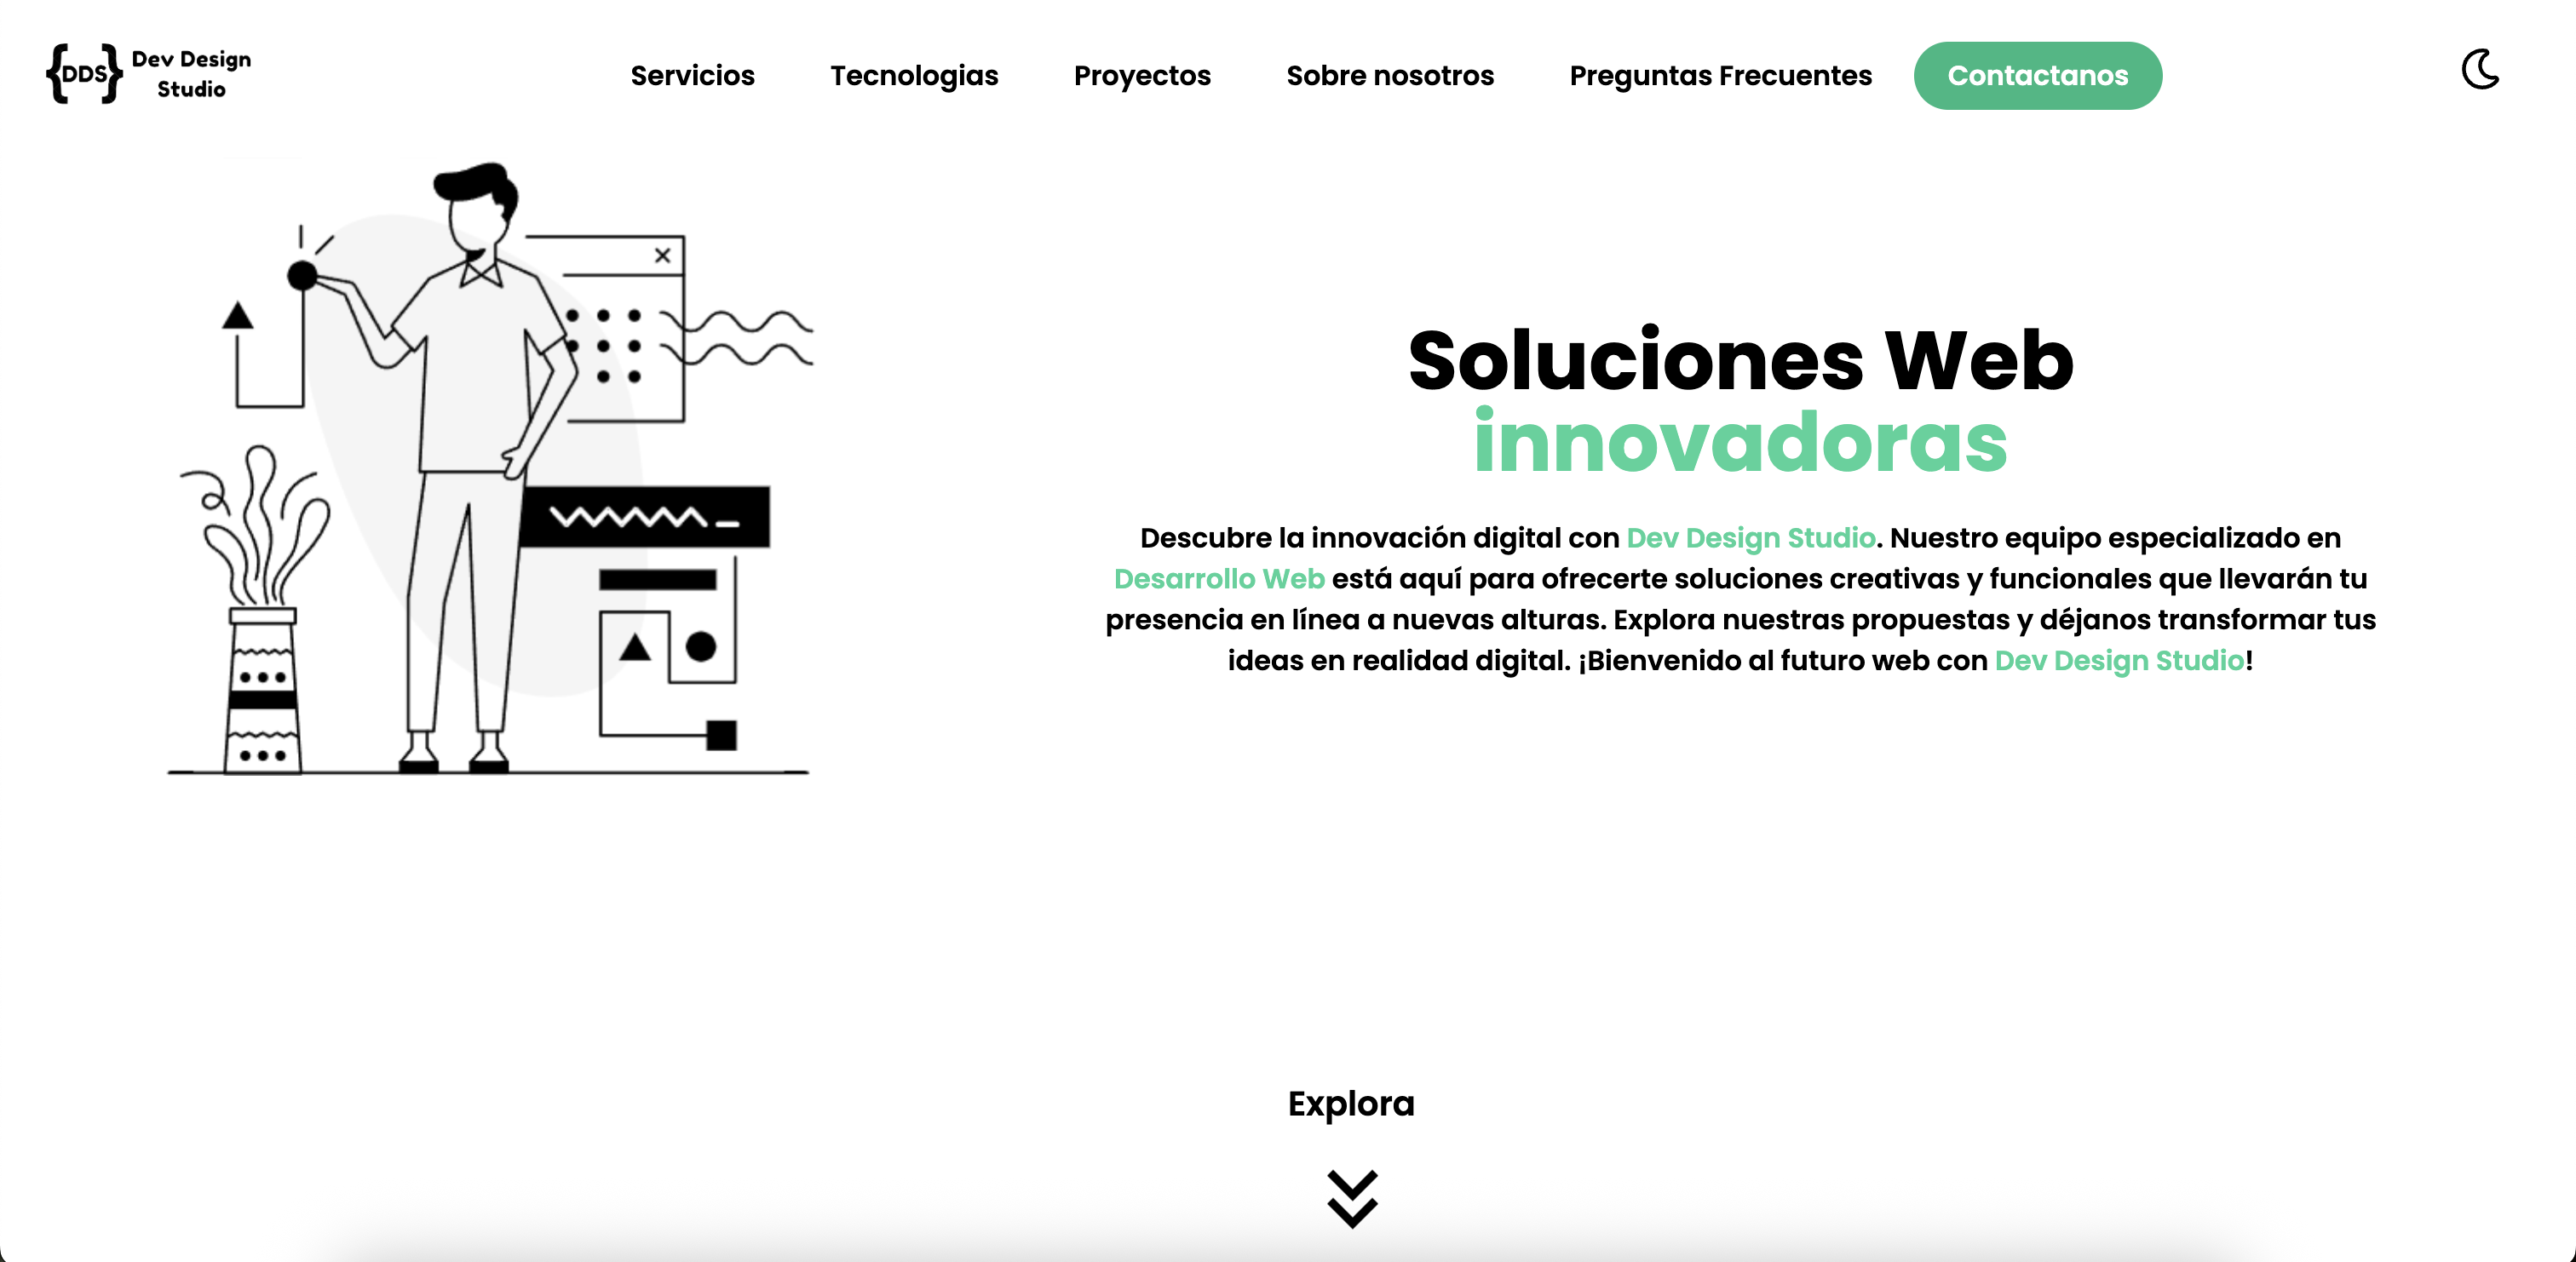 {DDS} Dev Design
Studio
Servicios
Tecnologias
Proyectos
Sobre nosotros
Preguntas Frecuentes
Contactanos
Soluciones Web
innovadoras
Descubre la innovación digital con Dev Design Studio. Nuestro equipo especializado en
Desarrollo Web está aquí para ofrecerte soluciones creativas y funcionales que llevarán tu
presencia en línea a nuevas alturas. Explora nuestras propuestas y déjanos transformar tus
ideas en realidad digital. ¡Bienvenido al futuro web con Dev Design Studio!
Explora